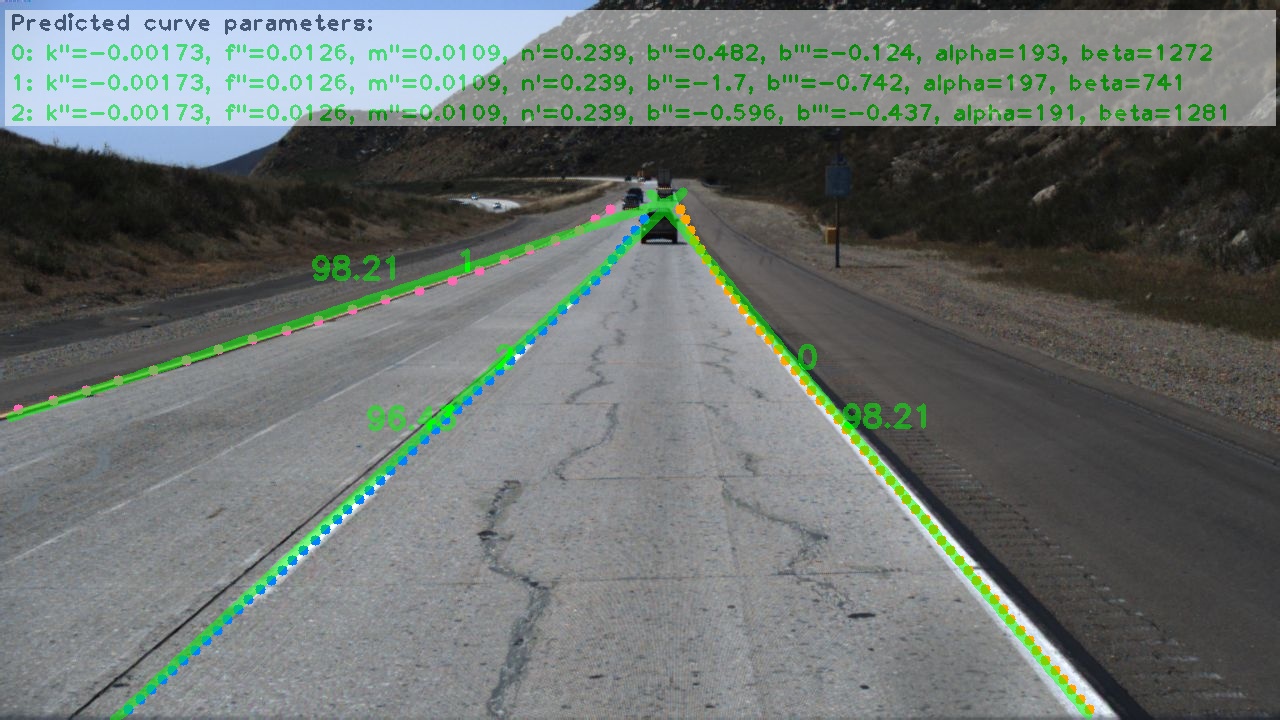 Predicted curve parameters:
0: k''=-0.00173, f''=0.0126, m''=0.0109, n'=0.239, b''=0.482, b'''=-0.124, alpha=193, beta=1272
1: k''=-0.00173, f''=0.0126, m''=0.0109, n'=0.239, b''=-1.7, b'''=-0.742, alpha=197, beta=741
2: k''=-0.00173, f''=0.0126, m''=0.0109, n'=0.239, b''=-0.596, b'''=-0.437, alpha=191, beta=1281
1
98.21
2
0
98.21